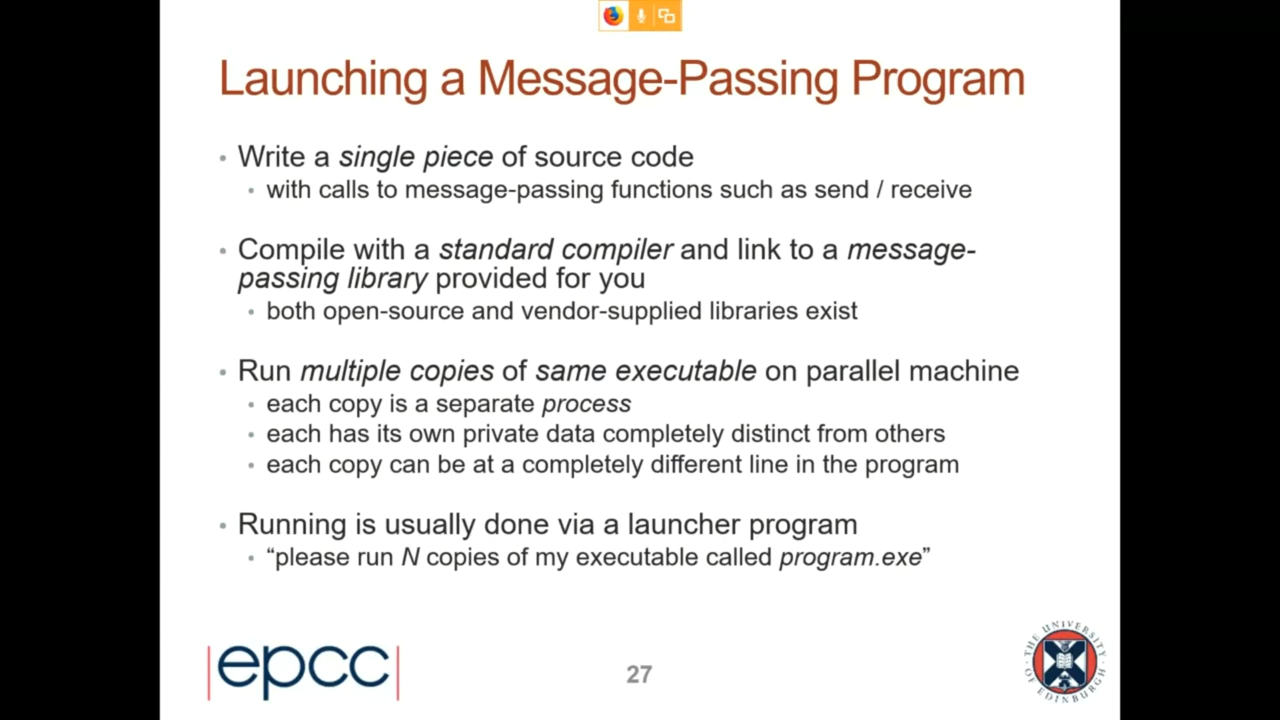 Launching a Message-Passing Program
• Write a single piece of source code
• with calls to message-passing functions such as send / receive
• Compile with a standard compiler and link to a message-
passing library provided for you
• both open-source and vendor-supplied libraries exist
• Run multiple copies of same executable on parallel machine
• each copy is a separate process
• each has its own private data completely distinct from others
• each copy can be at a completely different line in the program
• Running is usually done via a launcher program
• “please run N copies of my executable called program.exe”
epcc
27
THE UNIVERSITY
OF EDINBURGH